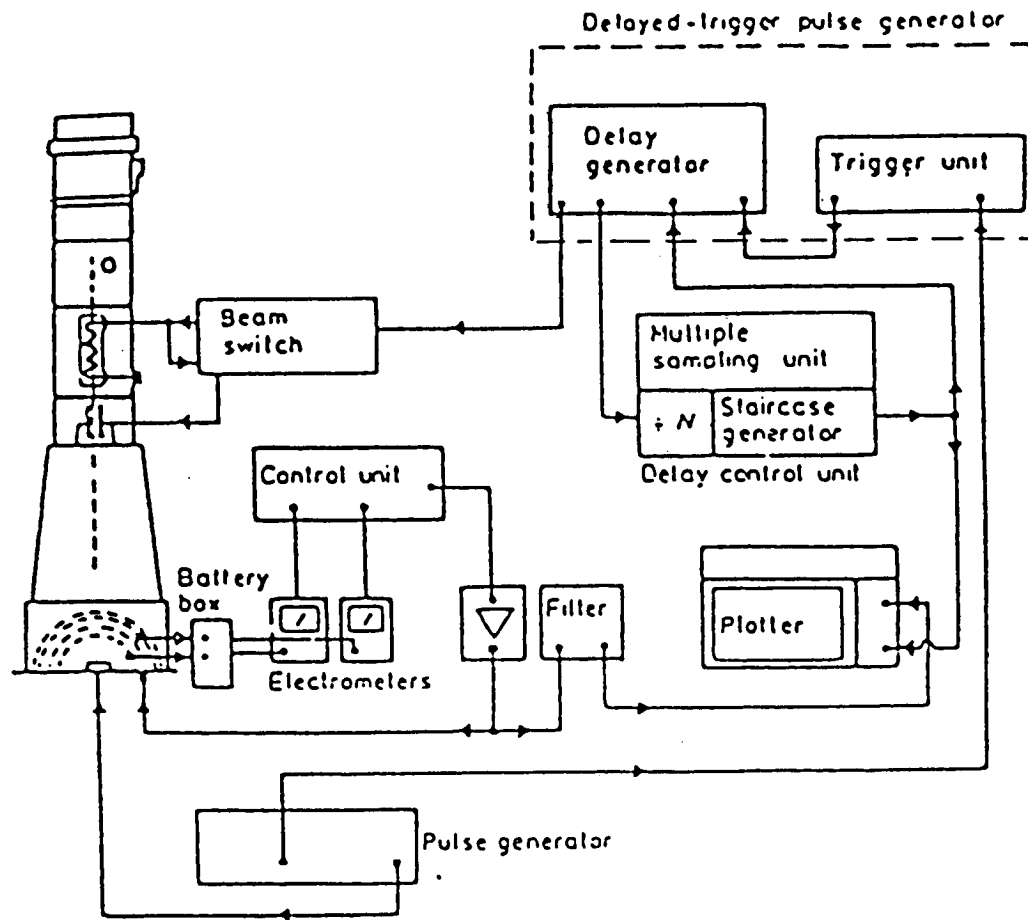 Delayed-trigger pulse generator
Delay
generator
Trigger unit
O
Beam
switch
Multiple
sampling unit
÷ N
Staircase
generator
Delay control unit
Control unit
Battery
box
Filter
Plotter
Electrometers
Pulse generator